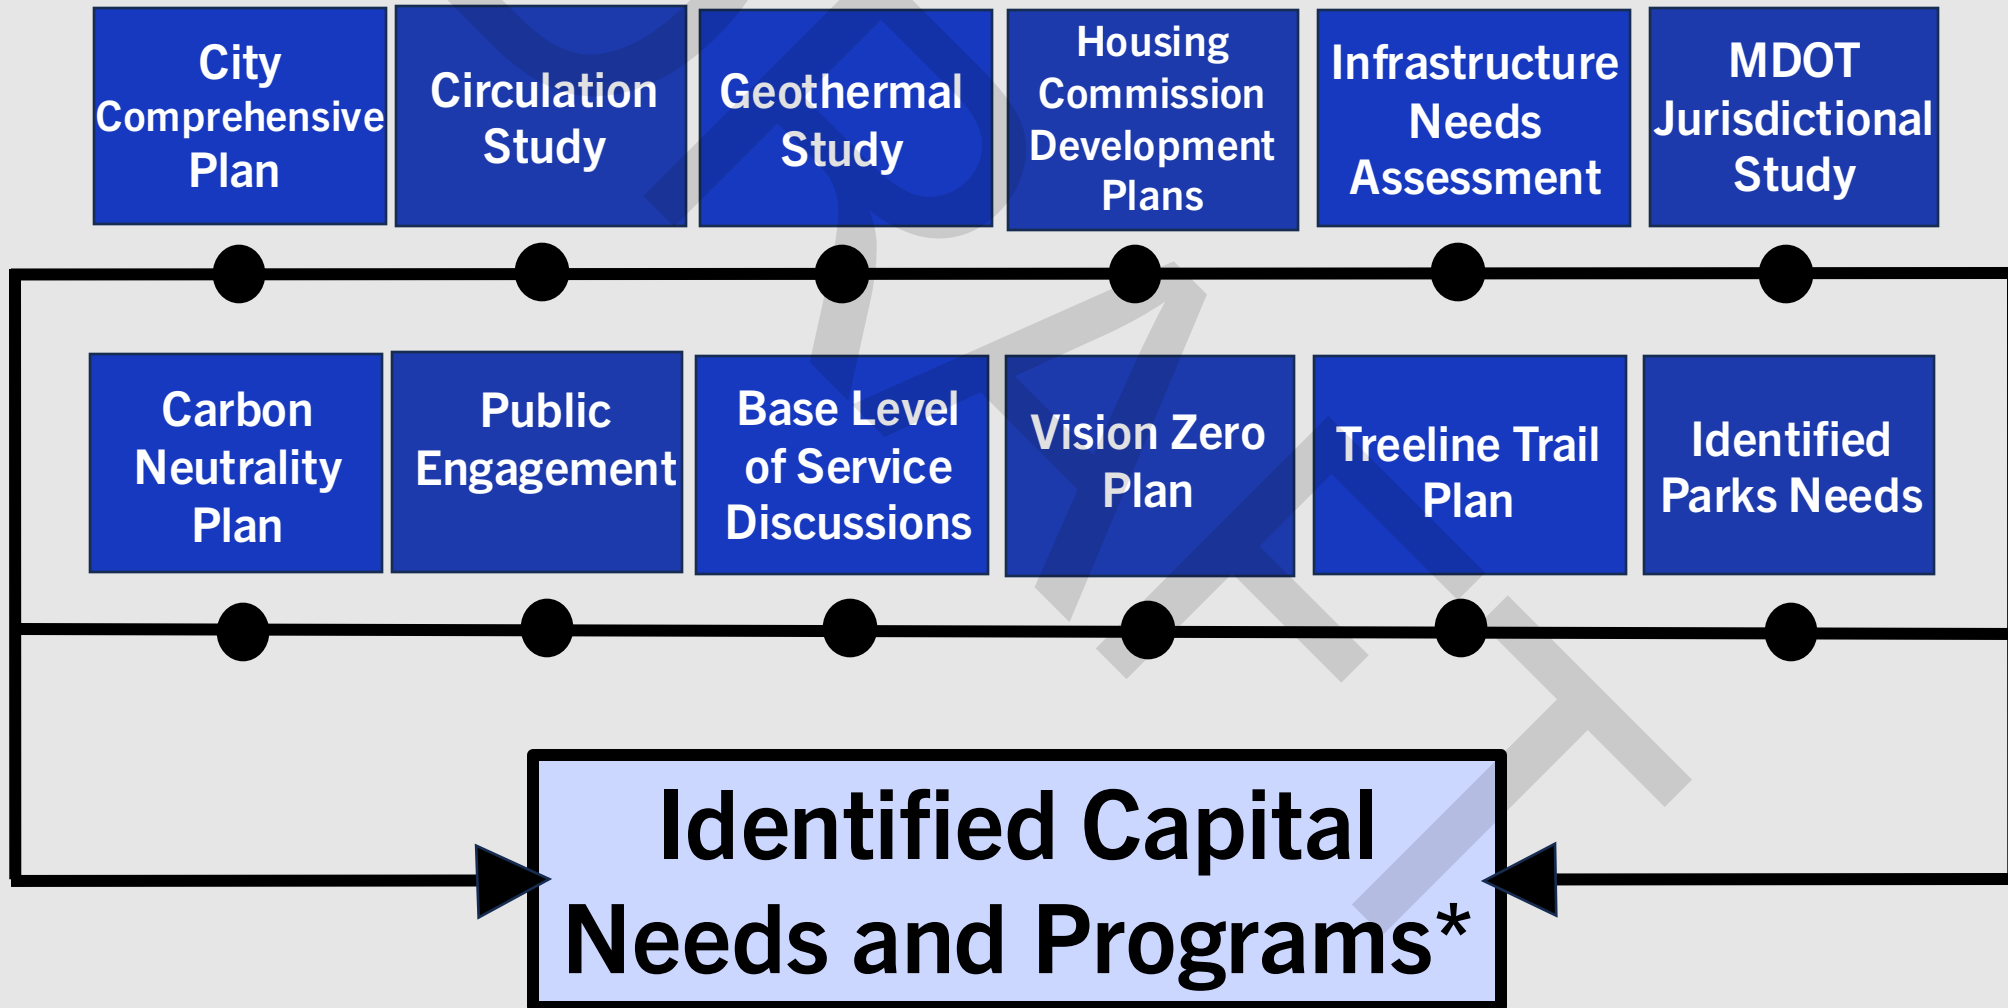 City
Comprehensive
Plan
Circulation
Study
Geothermal
Study
Housing
Commission
Development
Plans
Infrastructure
Needs
Assessment
MDOT
Jurisdictional
Study
Carbon
Neutrality
Plan
Public
Engagement
Base Level
of Service
Discussions
Vision Zero
Plan
Treeline Trail
Plan
Identified
Parks Needs
Identified Capital
Needs and Programs*
DRAFT